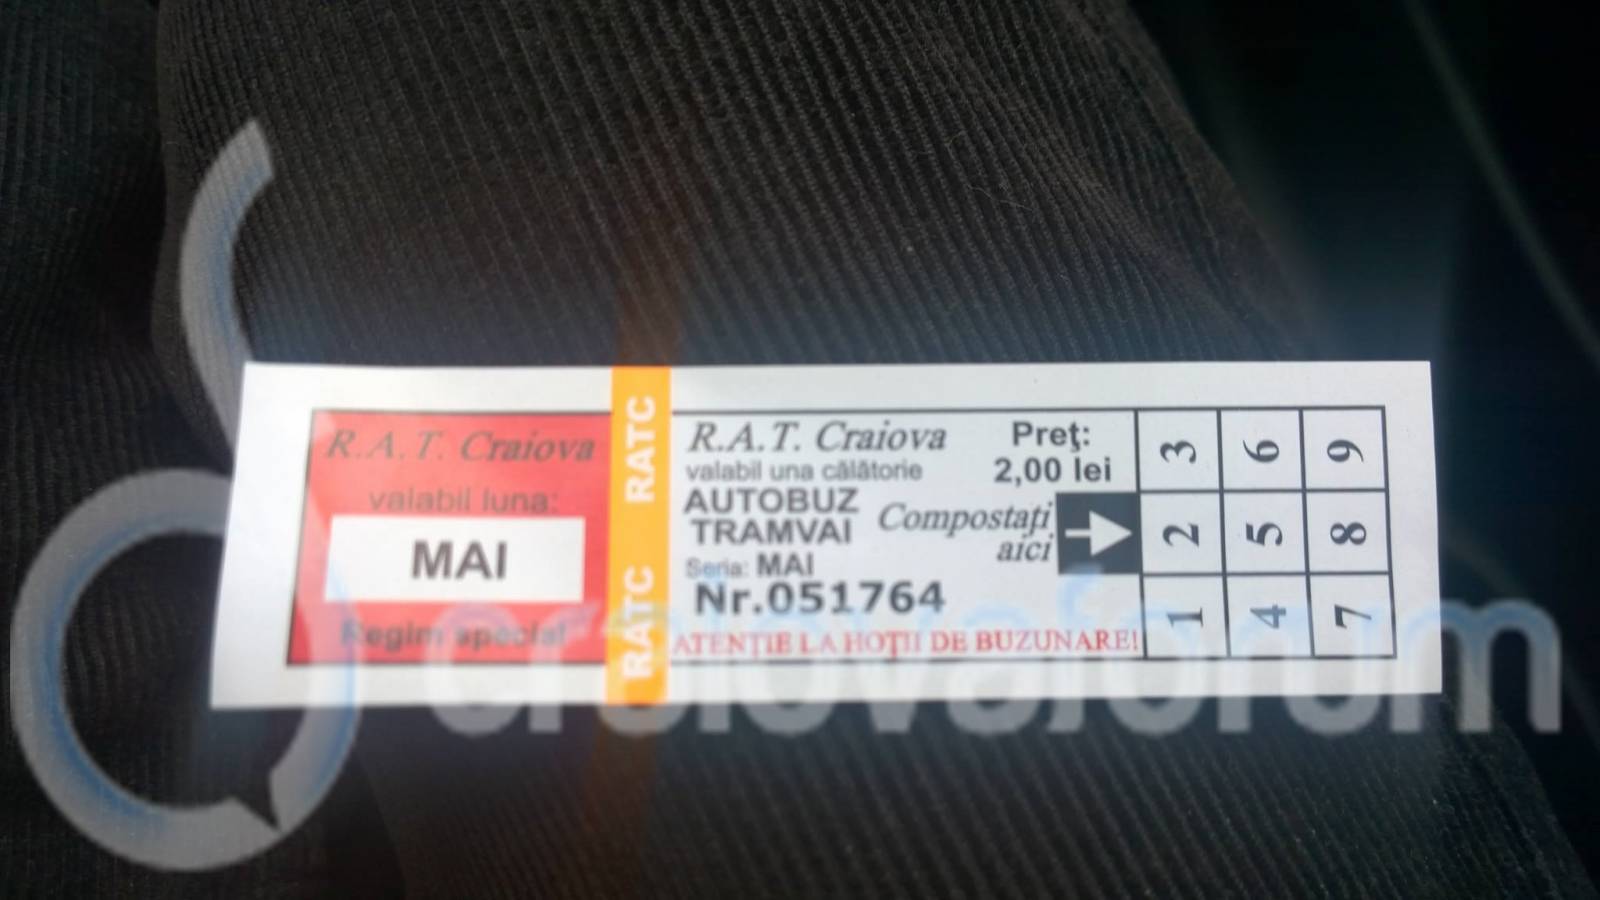 R.A.T. Craiova
valabil luna:
MAI
Regim special
RATC RATC
R.A.T. Craiova
valabil una călătorie
AUTOBUZ
TRAMVAI
Seria: MAI
Nr.051764
ATENŢIE LA HOŢII DE BUZUNARE!
Preţ:
2,00 lei
Compostaţi
aici
3 6 9
2 5 8
1 4 7
craiovaforum